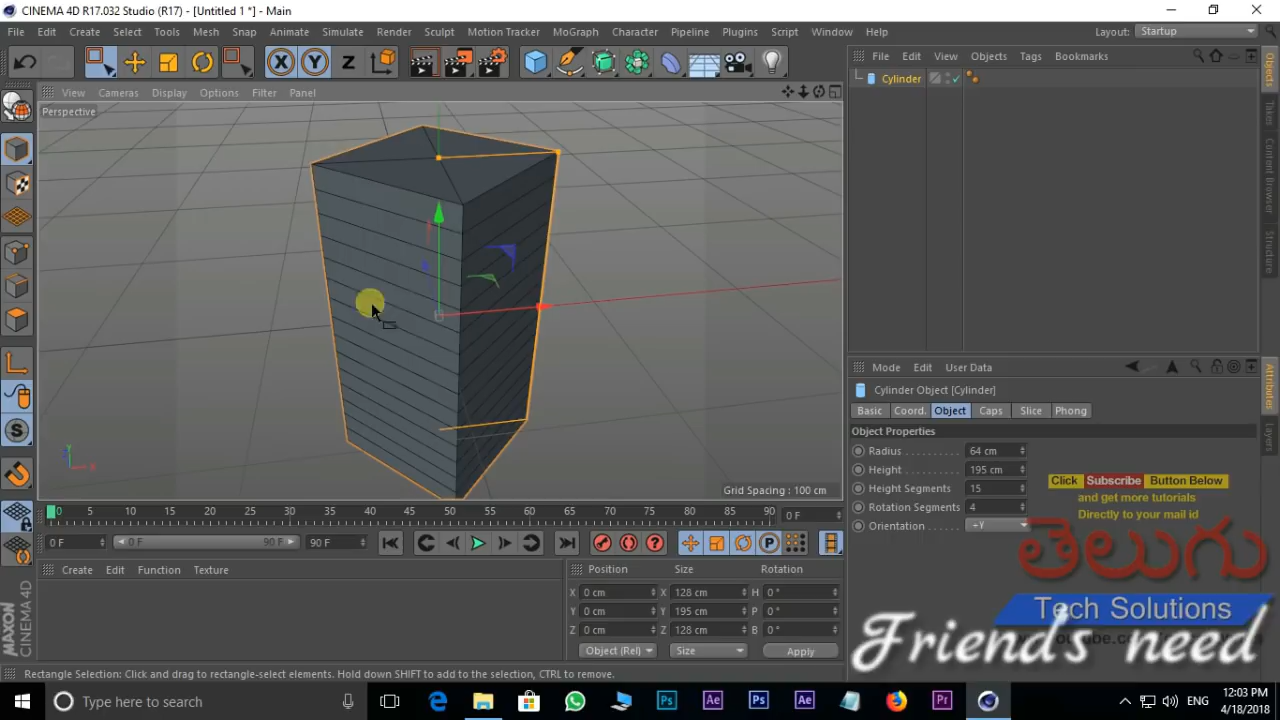 CINEMA 4D R17.032 Studio (R17) - [Untitled 1 *] - Main
File Edit Create Select Tools Mesh Snap Animate Simulate Render Sculpt Motion Tracker MoGraph Character Pipeline Plugins Script Window Help
Layout: Startup
X Y Z
File Edit View Objects Tags Bookmarks
View Cameras Display Options Filter Panel
Cylinder
Perspective
Objects
Takes
Content Browser
Structure
Mode Edit User Data
Cylinder Object [Cylinder]
Basic Coord. Object Caps Slice Phong
Object Properties
Radius 64 cm
Height 195 cm
Height Segments 15
Rotation Segments 4
Orientation +Y
Attributes
Layers
Click Subscribe Button Below
and get more tutorials
Directly to your mail id
తెలుగు
Tech Solutions
Friend's need
Y
X
Grid Spacing : 100 cm
0 5 10 15 20 25 30 35 40 45 50 55 60 65 70 75 80 85 90 0 F
0 F 0 F 90 F 90 F
Create Edit Function Texture
Position Size Rotation
X 0 cm X 128 cm H 0 °
Y 0 cm Y 195 cm P 0 °
Z 0 cm Z 128 cm B 0 °
Object (Rel) Size Apply
MAXON
CINEMA 4D
Rectangle Selection: Click and drag to rectangle-select elements. Hold down SHIFT to add to the selection, CTRL to remove.
Type here to search
ENG
12:03 PM
4/18/2018